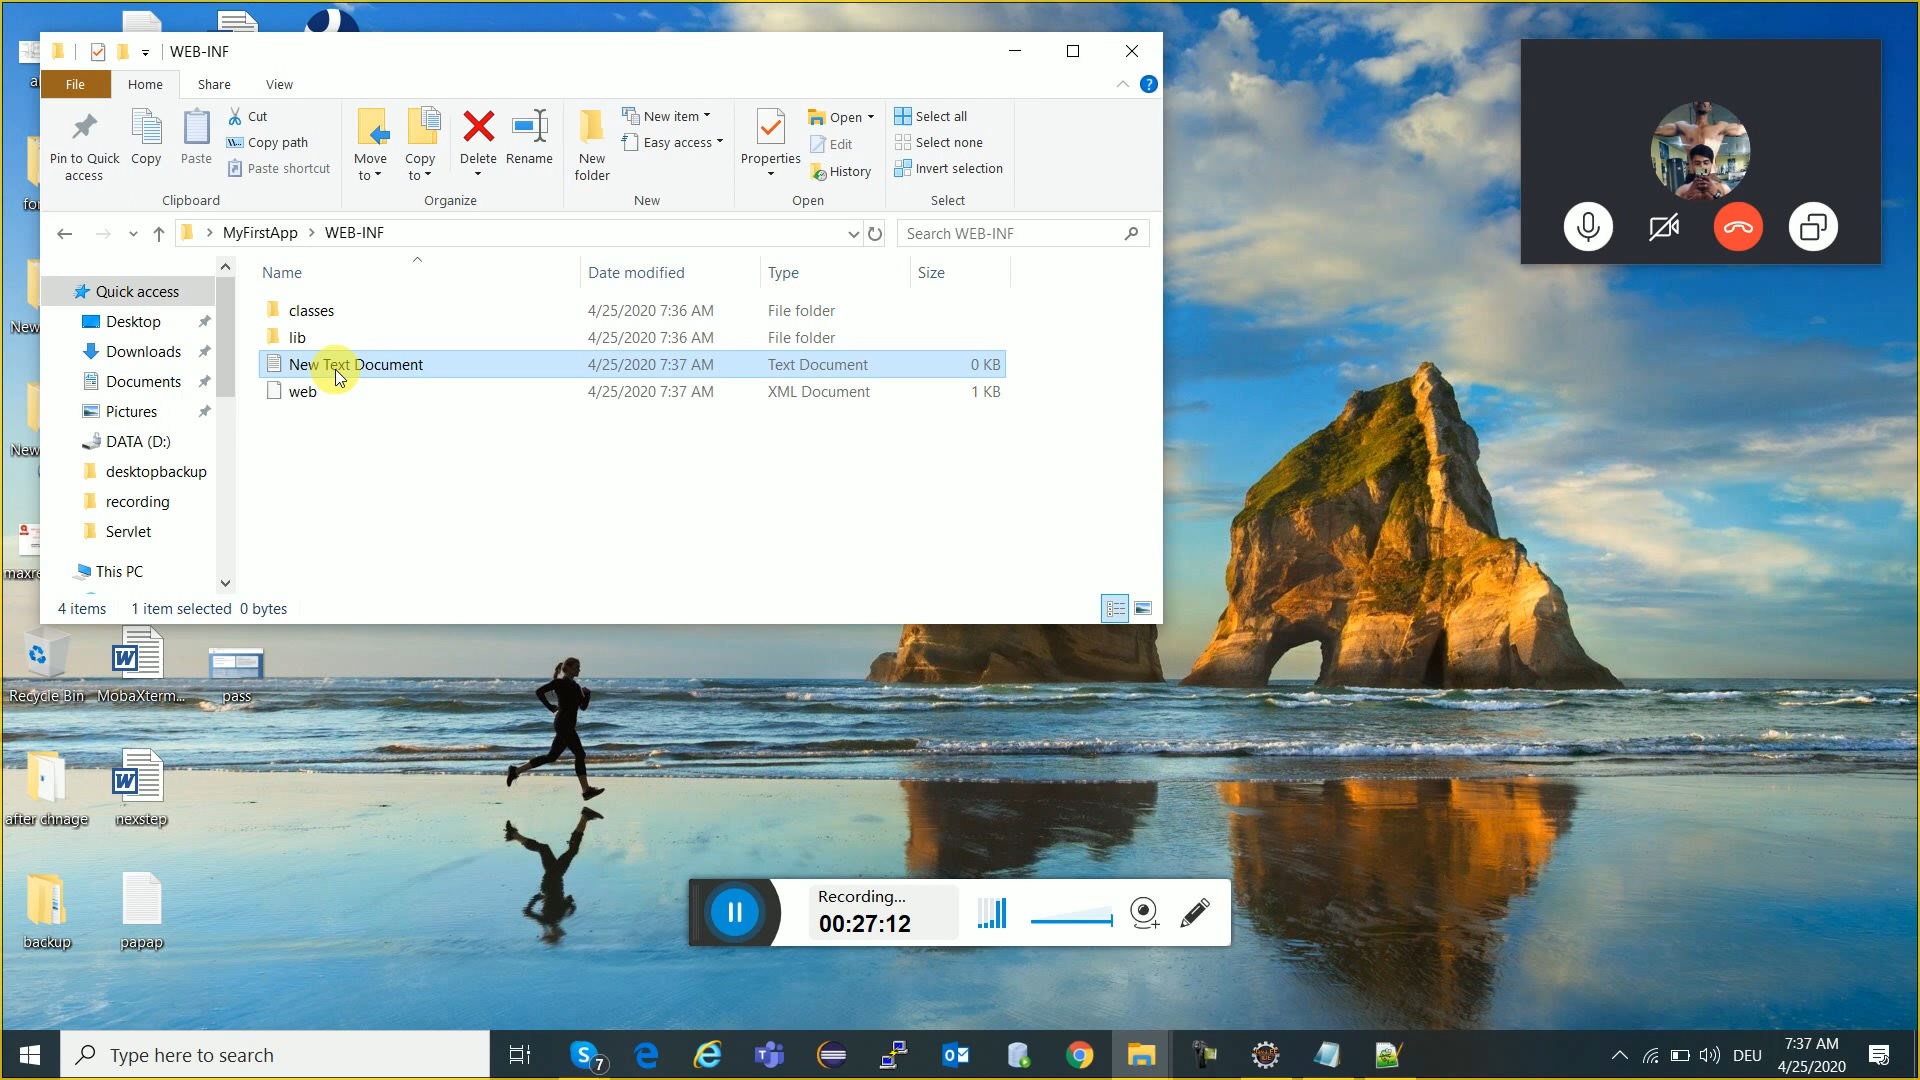 WEB-INF
File Home Share View
Pin to Quick access
Copy
Paste
Cut
Copy path
Paste shortcut
Clipboard
Move to
Copy to
Delete
Rename
Organize
New folder
New item
Easy access
New
Properties
Open
Edit
History
Open
Select all
Select none
Invert selection
Select
MyFirstApp WEB-INF
Search WEB-INF
Name Date modified Type Size
classes 4/25/2020 7:36 AM File folder
lib 4/25/2020 7:36 AM File folder
New Text Document 4/25/2020 7:37 AM Text Document 0 KB
web 4/25/2020 7:37 AM XML Document 1 KB
Quick access
Desktop
Downloads
Documents
Pictures
DATA (D:)
desktopbackup
recording
Servlet
This PC
4 items 1 item selected 0 bytes
New
New
Recycle Bin
MobaXterm...
pass
after chnage
nexstep
backup
papap
Recording...
00:27:12
Type here to search
7
DEU
7:37 AM
4/25/2020